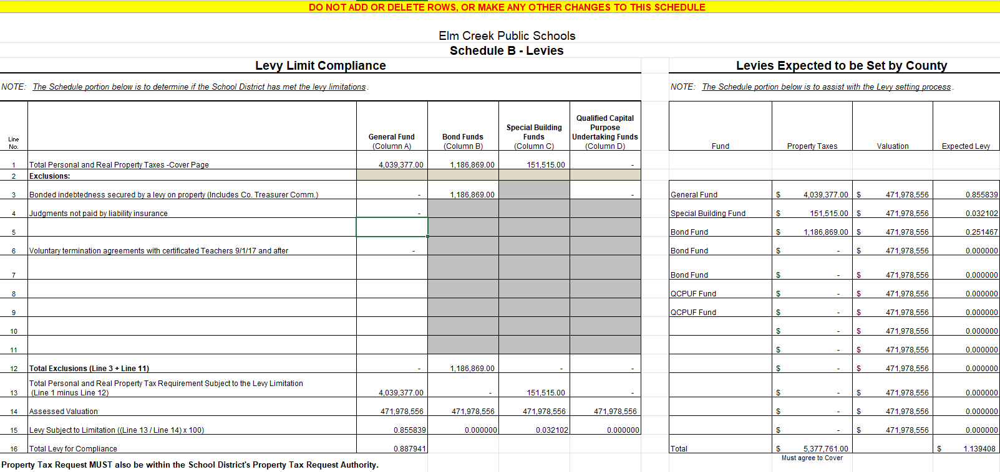 DO NOT ADD OR DELETE ROWS, OR MAKE ANY OTHER CHANGES TO THIS SCHEDULE
Elm Creek Public Schools
Schedule B - Levies
Levy Limit Compliance
NOTE: The Schedule portion below is to determine if the School District has met the levy limitations.
Line No. General Fund (Column A) Bond Funds (Column B) Special Building Funds (Column C) Qualified Capital Purpose Undertaking Funds (Column D)
1 Total Personal and Real Property Taxes -Cover Page 4,039,377.00 1,186,869.00 151,515.00 -
2 Exclusions:
3 Bonded indebtedness secured by a levy on property (Includes Co. Treasurer Comm.) - 1,186,869.00 -
4 Judgments not paid by liability insurance -
5
6 Voluntary termination agreements with certificated Teachers 9/1/17 and after -
7
8
9
10
11
12 Total Exclusions (Line 3 + Line 11) - 1,186,869.00 - -
13 Total Personal and Real Property Tax Requirement Subject to the Levy Limitation (Line 1 minus Line 12) 4,039,377.00 - 151,515.00 -
14 Assessed Valuation 471,978,556 471,978,556 471,978,556 471,978,556
15 Levy Subject to Limitation ((Line 13 / Line 14) x 100) 0.855839 0.000000 0.032102 0.000000
16 Total Levy for Compliance 0.887941
Property Tax Request MUST also be within the School District's Property Tax Request Authority.
Levies Expected to be Set by County
NOTE: The Schedule portion below is to assist with the Levy setting process.
Fund Property Taxes Valuation Expected Levy
General Fund $ 4,039,377.00 $ 471,978,556 0.855839
Special Building Fund $ 151,515.00 $ 471,978,556 0.032102
Bond Fund $ 1,186,869.00 $ 471,978,556 0.251467
Bond Fund $ - $ 471,978,556 0.000000
Bond Fund $ - $ 471,978,556 0.000000
QCPUF Fund $ - $ 471,978,556 0.000000
QCPUF Fund $ - $ 471,978,556 0.000000
$ - $ 471,978,556 0.000000
$ - $ 471,978,556 0.000000
$ - $ 471,978,556 0.000000
$ - $ 471,978,556 0.000000
$ - $ 471,978,556 0.000000
$ - $ 471,978,556 0.000000
Total $ 5,377,761.00 $ 1.139408
Must agree to Cover